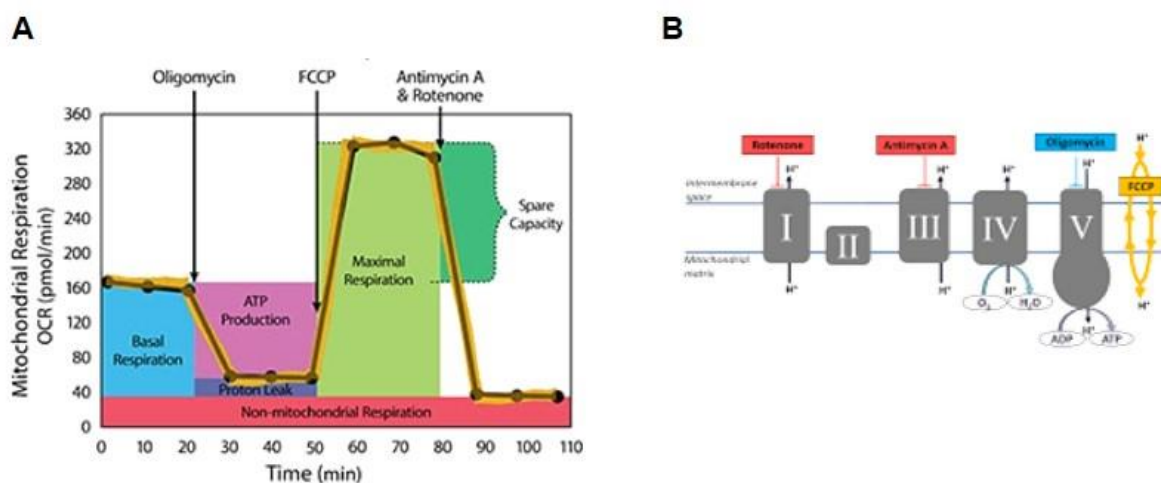 A
B
Oligomycin
FCCP
Antimycin A
& Rotenone
Mitochondrial Respiration
OCR (pmol/min)
360
320
280
240
200
160
120
80
40
0
Basal
Respiration
ATP
Production
Proton Leak
Maximal
Respiration
Spare
Capacity
Non-mitochondrial Respiration
0 10 20 30 40 50 60 70 80 90 100 110
Time (min)
Rotenone
Antimycin A
Oligomycin
H⁺
H⁺ H⁺ H⁺ H⁺
FCCP
Intermembrane
space
I II III IV V
Mitochondrial
matrix
H⁺ H⁺ H⁺ H⁺
O₂ H₂O
ADP H⁺ ATP